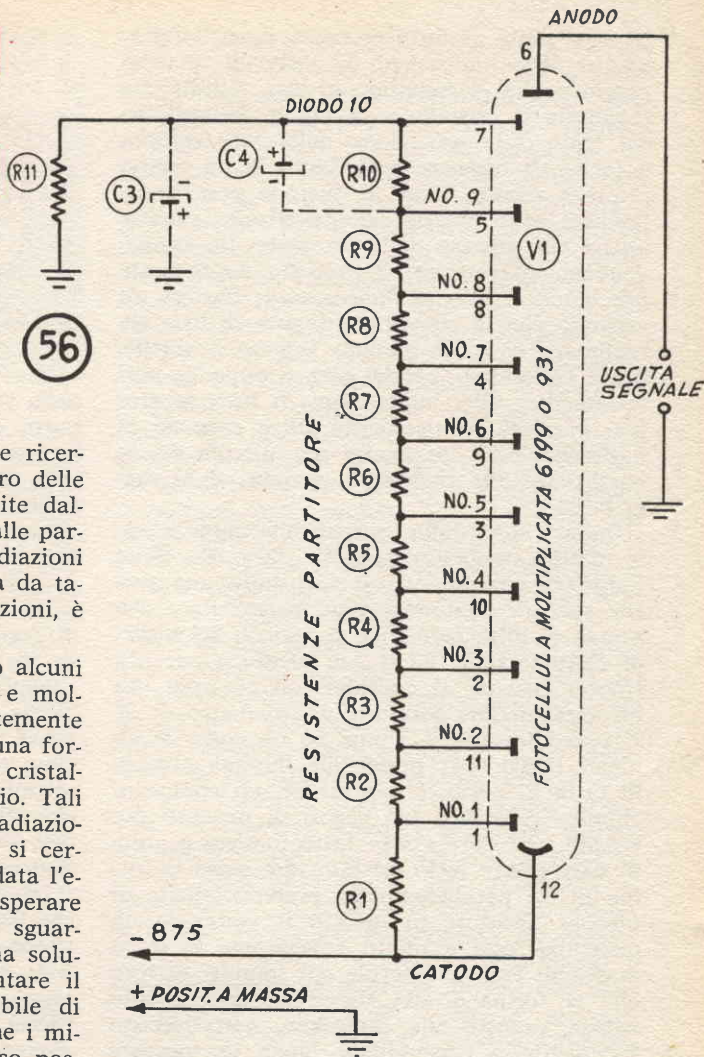 ANODO
6
DIODO 10
7
R11
C3
-
+
C4
+
-
R10
NO. 9
5
R9
V1
NO. 8
8
R8
NO. 7
4
R7
NO. 6
9
R6
NO. 5
3
R5
NO. 4
10
R4
NO. 3
2
R3
NO. 2
11
R2
NO. 1
1
R1
12
56
USCITA
SEGNALE
RESISTENZE PARTITORE
FOTOCELLULA MOLTIPLICATA 6199 o 931
- 875
CATODO
+ POSIT. A MASSA
e ricer-
ro delle
ite dal-
alle par-
diazioni
a da ta-
zioni, è
o alcuni
e mol-
temente
una for-
cristal-
io. Tali
adiazio-
si cer-
data l'e-
sperare
sguar-
na solu-
ntare il
bile di
ne i mi-